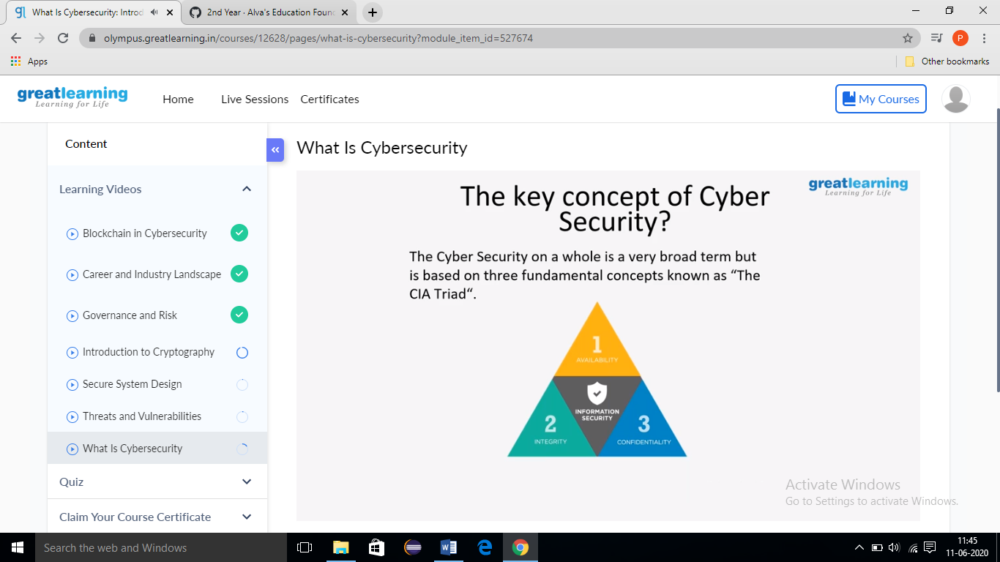 What Is Cybersecurity: Introd
2nd Year · Alva's Education Foun
olympus.greatlearning.in/courses/12628/pages/what-is-cybersecurity?module_item_id=527674
P
Apps
Other bookmarks
greatlearning
Learning for Life
Home
Live Sessions
Certificates
My Courses
Content
Learning Videos
Blockchain in Cybersecurity
Career and Industry Landscape
Governance and Risk
Introduction to Cryptography
Secure System Design
Threats and Vulnerabilities
What Is Cybersecurity
Quiz
Claim Your Course Certificate
What Is Cybersecurity
greatlearning
Learning for Life
The key concept of Cyber
Security?
The Cyber Security on a whole is a very broad term but
is based on three fundamental concepts known as “The
CIA Triad“.
1
AVAILABILITY
INFORMATION
SECURITY
2
INTEGRITY
3
CONFIDENTIALITY
Activate Windows
Go to Settings to activate Windows.
Search the web and Windows
11:45
11-06-2020